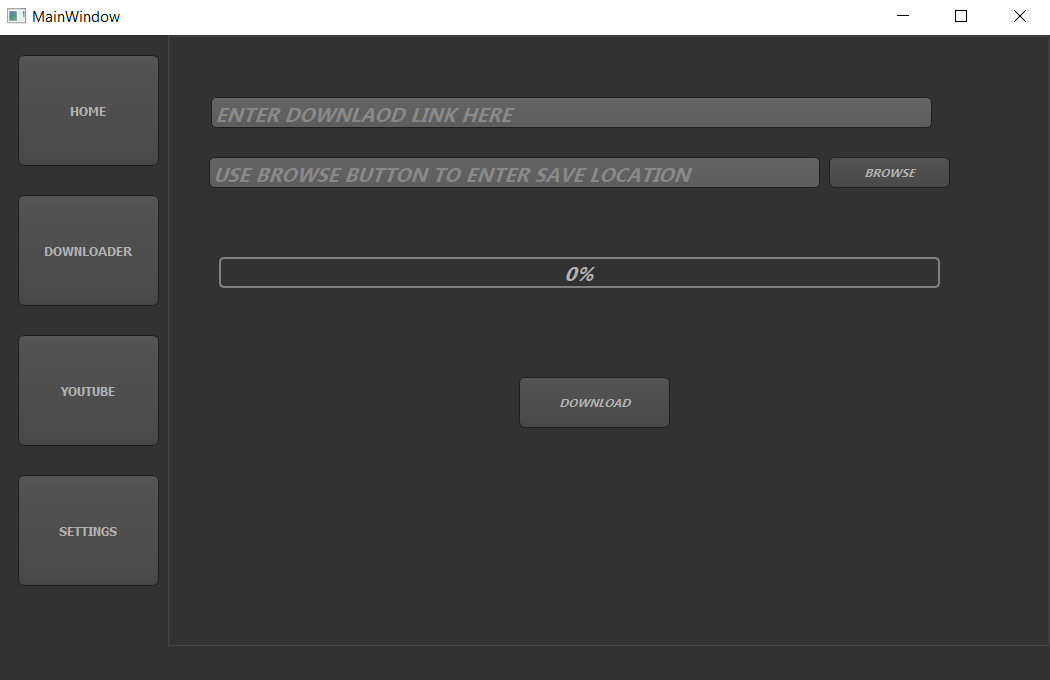 MainWindow
HOME
ENTER DOWNLAOD LINK HERE
USE BROWSE BUTTON TO ENTER SAVE LOCATION
BROWSE
DOWNLOADER
0%
YOUTUBE
DOWNLOAD
SETTINGS